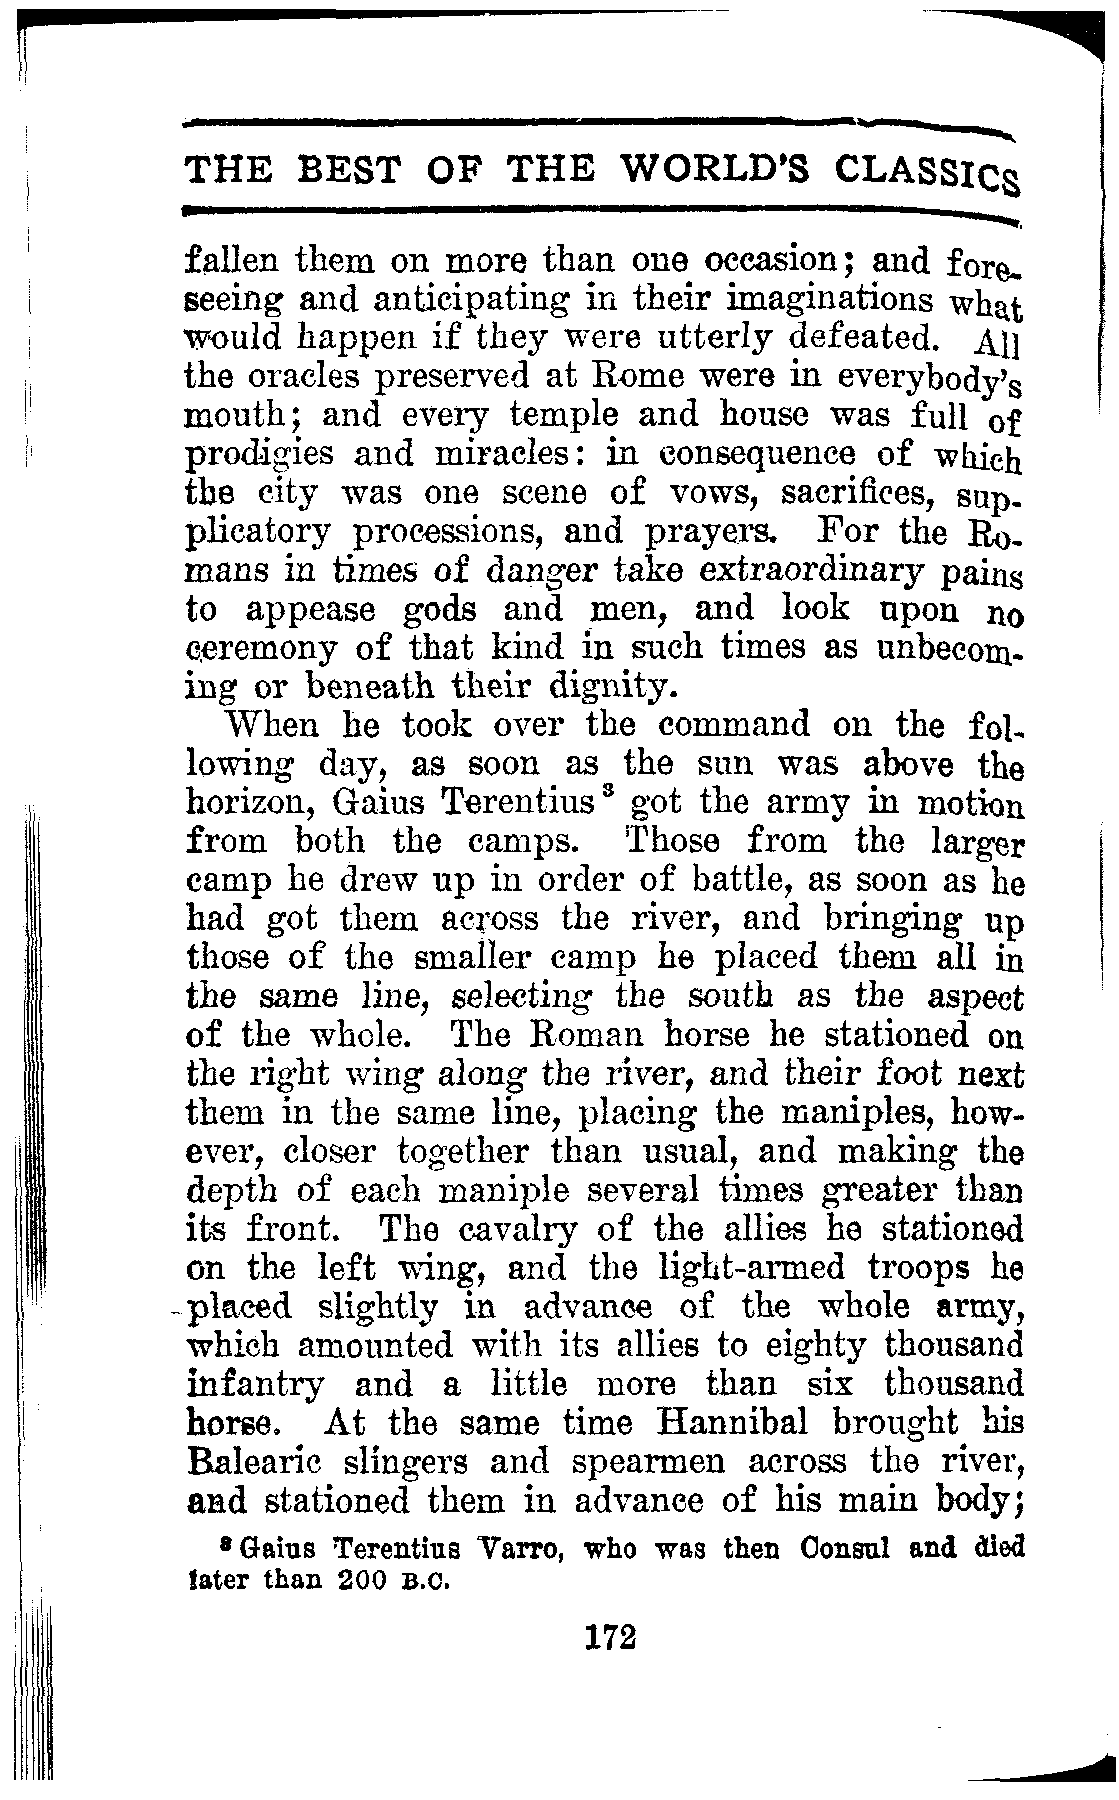 THE BEST OF THE WORLD'S CLASSICS
fallen them on more than one occasion; and fore-
seeing and anticipating in their imaginations what
would happen if they were utterly defeated. All
the oracles preserved at Rome were in everybody's
mouth; and every temple and house was full of
prodigies and miracles: in consequence of which
the city was one scene of vows, sacrifices, sup-
plicatory processions, and prayers. For the Ro-
mans in times of danger take extraordinary pains
to appease gods and men, and look upon no
ceremony of that kind in such times as unbecom-
ing or beneath their dignity.
When he took over the command on the fol-
lowing day, as soon as the sun was above the
horizon, Gaius Terentius³ got the army in motion
from both the camps. Those from the larger
camp he drew up in order of battle, as soon as he
had got them across the river, and bringing up
those of the smaller camp he placed them all in
the same line, selecting the south as the aspect
of the whole. The Roman horse he stationed on
the right wing along the river, and their foot next
them in the same line, placing the maniples, how-
ever, closer together than usual, and making the
depth of each maniple several times greater than
its front. The cavalry of the allies he stationed
on the left wing, and the light-armed troops he
placed slightly in advance of the whole army,
which amounted with its allies to eighty thousand
infantry and a little more than six thousand
horse. At the same time Hannibal brought his
Balearic slingers and spearmen across the river,
and stationed them in advance of his main body;
³ Gaius Terentius Varro, who was then Consul and died
later than 200 B.C.
172